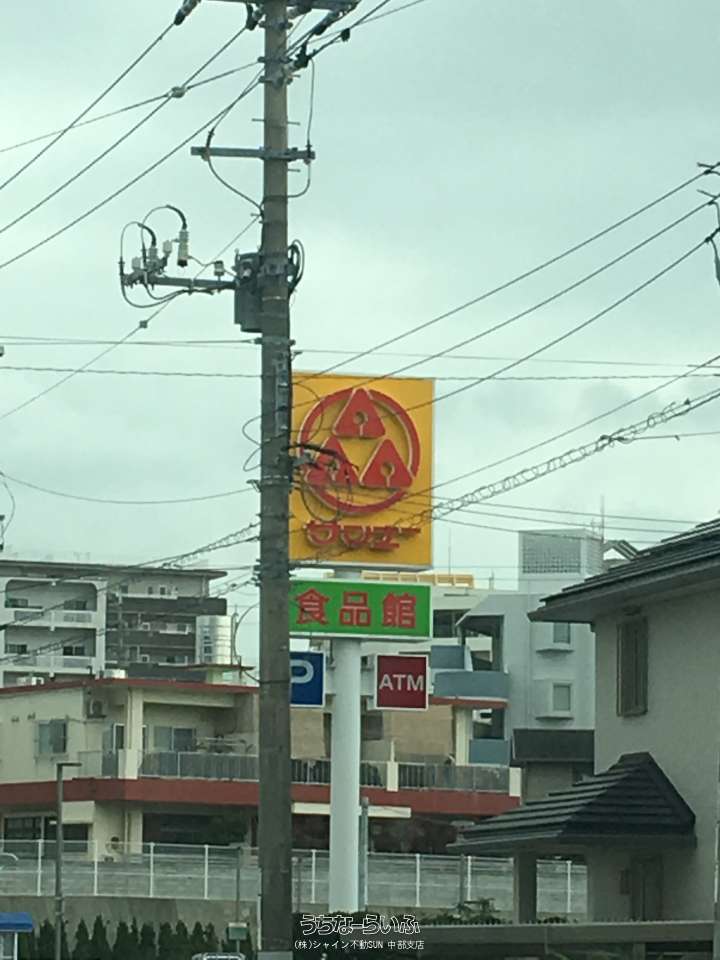 サンエー
食品館
P
ATM
うちなーらいふ
(株)シャイン不動SUN 中部支店